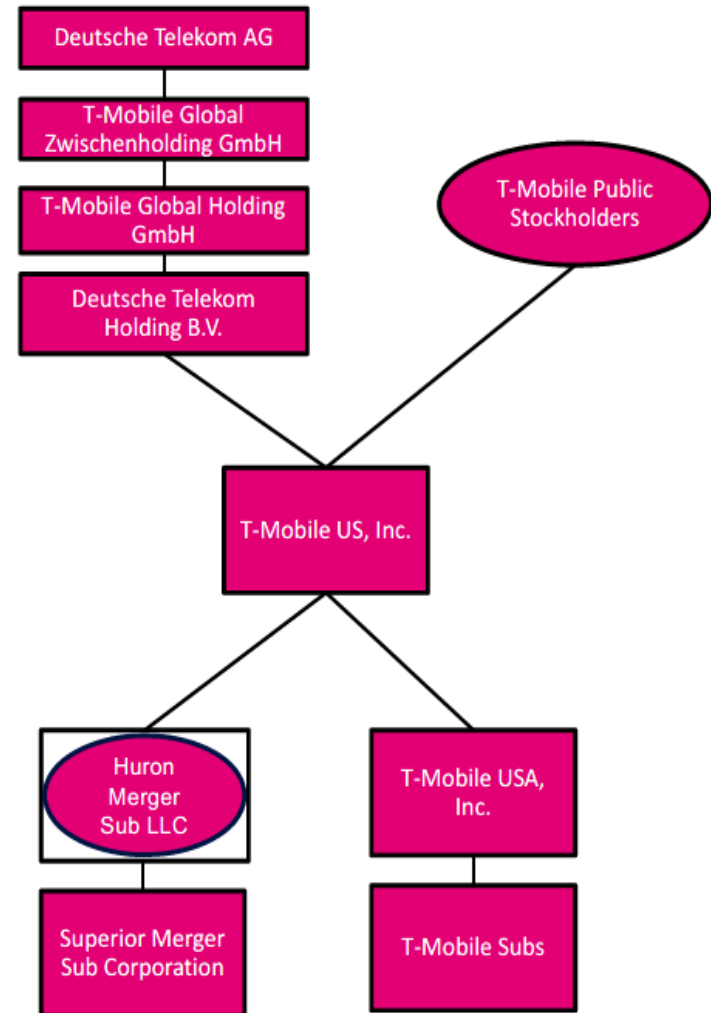 Deutsche Telekom AG
T-Mobile Global
Zwischenholding GmbH
T-Mobile Global Holding
GmbH
Deutsche Telekom
Holding B.V.
T-Mobile Public
Stockholders
T-Mobile US, Inc.
Huron
Merger
Sub LLC
T-Mobile USA,
Inc.
Superior Merger
Sub Corporation
T-Mobile Subs